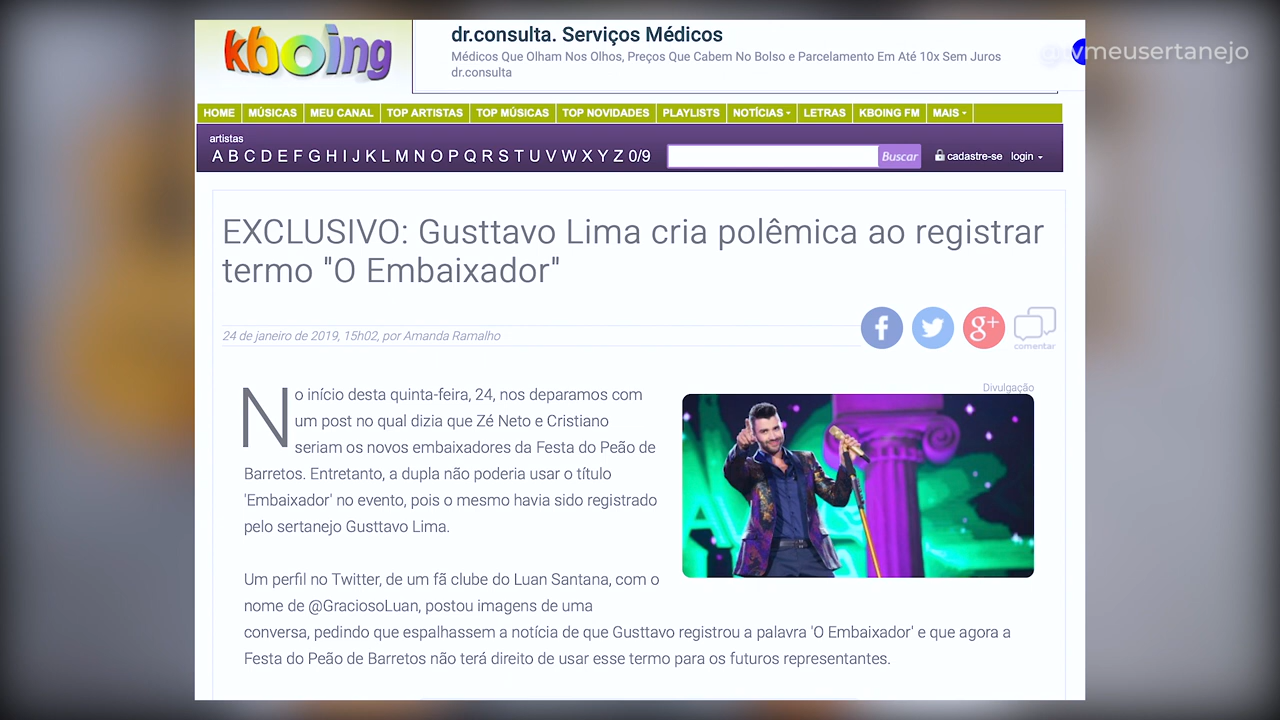 kboing
dr.consulta. Serviços Médicos
Médicos Que Olham Nos Olhos, Preços Que Cabem No Bolso e Parcelamento Em Até 10x Sem Juros
dr.consulta
vmeusertanejo
HOME MÚSICAS MEU CANAL TOP ARTISTAS TOP MÚSICAS TOP NOVIDADES PLAYLISTS NOTÍCIAS LETRAS KBOING FM MAIS
artistas
A B C D E F G H I J K L M N O P Q R S T U V W X Y Z 0/9 Buscar cadastre-se login
EXCLUSIVO: Gusttavo Lima cria polêmica ao registrar
termo "O Embaixador"
24 de janeiro de 2019, 15h02, por Amanda Ramalho
f g+
comentar
Divulgação
No início desta quinta-feira, 24, nos deparamos com
um post no qual dizia que Zé Neto e Cristiano
seriam os novos embaixadores da Festa do Peão de
Barretos. Entretanto, a dupla não poderia usar o título
'Embaixador' no evento, pois o mesmo havia sido registrado
pelo sertanejo Gusttavo Lima.
Um perfil no Twitter, de um fã clube do Luan Santana, com o
nome de @GraciosoLuan, postou imagens de uma
conversa, pedindo que espalhassem a notícia de que Gusttavo registrou a palavra 'O Embaixador' e que agora a
Festa do Peão de Barretos não terá direito de usar esse termo para os futuros representantes.